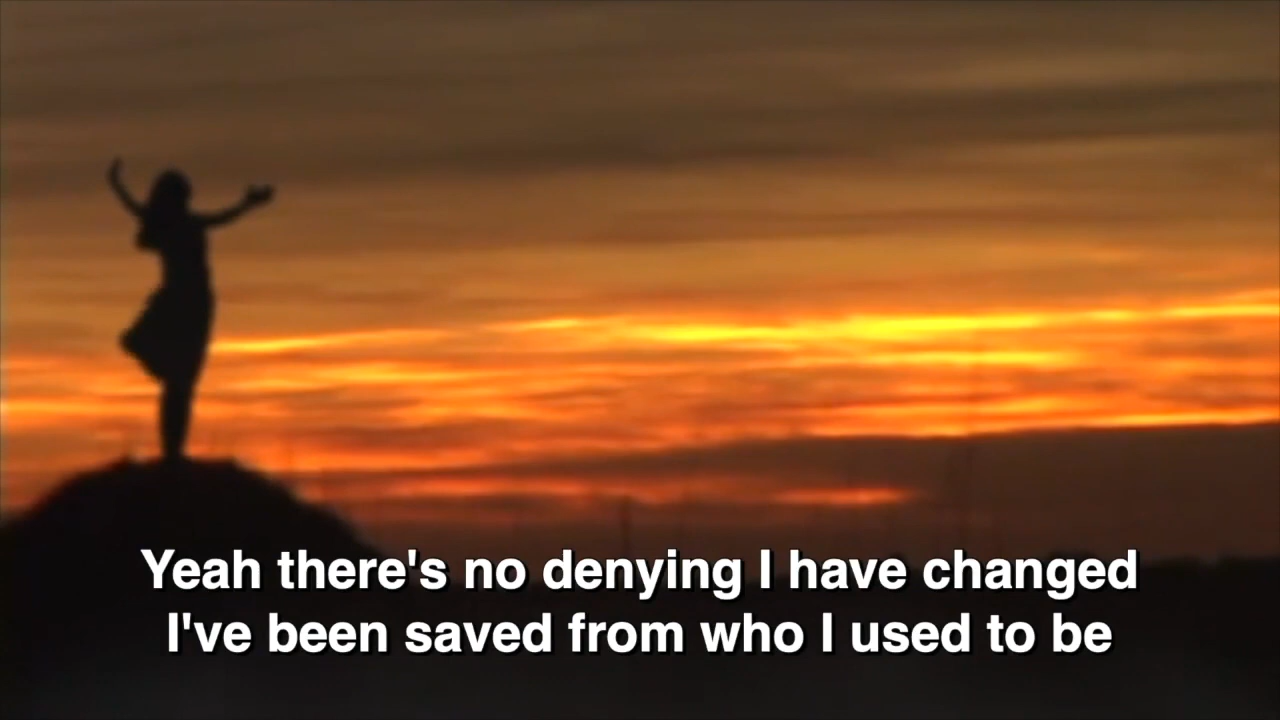 Yeah there's no denying I have changed
I've been saved from who I used to be